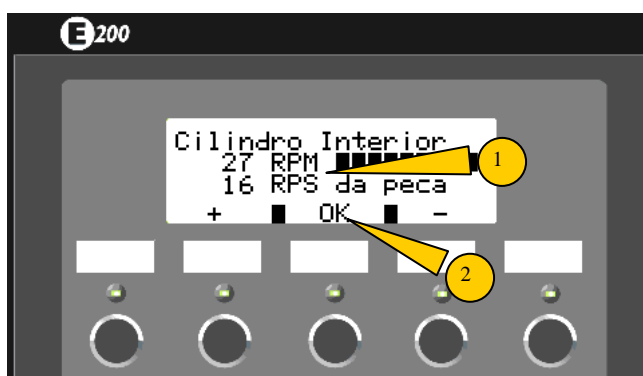 E200
Cilindro Interior
27 RPM
16 RPS da peca
+ OK -
1
2